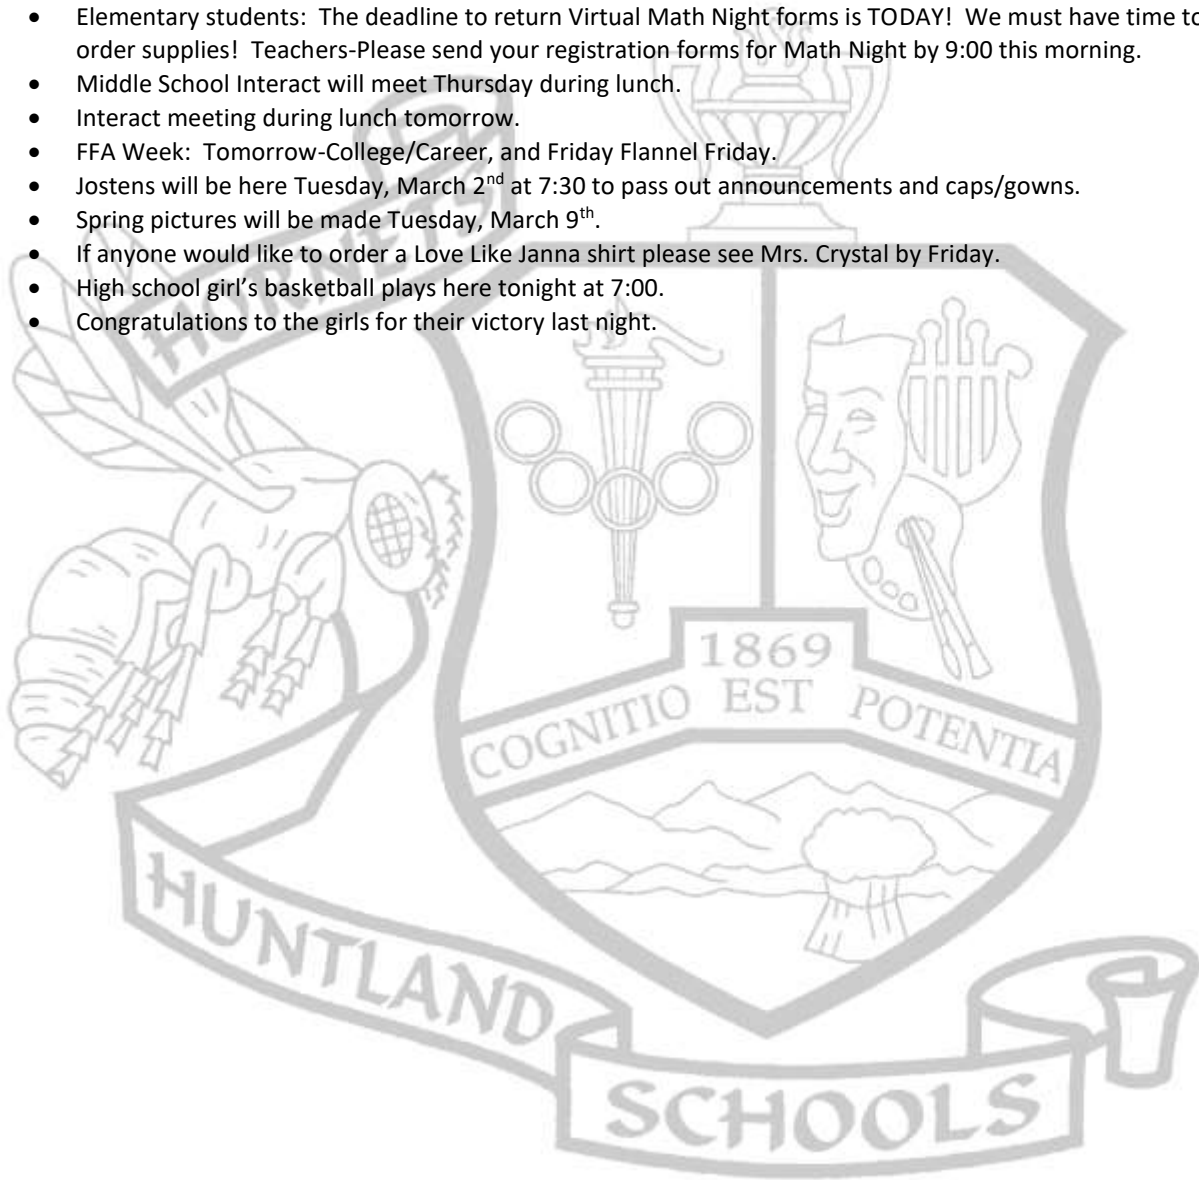 • Elementary students: The deadline to return Virtual Math Night forms is TODAY! We must have time to
order supplies! Teachers-Please send your registration forms for Math Night by 9:00 this morning.
• Middle School Interact will meet Thursday during lunch.
• Interact meeting during lunch tomorrow.
• FFA Week: Tomorrow-College/Career, and Friday Flannel Friday.
• Jostens will be here Tuesday, March 2nd at 7:30 to pass out announcements and caps/gowns.
• Spring pictures will be made Tuesday, March 9th.
• If anyone would like to order a Love Like Janna shirt please see Mrs. Crystal by Friday.
• High school girl's basketball plays here tonight at 7:00.
• Congratulations to the girls for their victory last night.
HORNETS
1869
COGNITIO EST POTENTIA
HUNTLAND
SCHOOLS